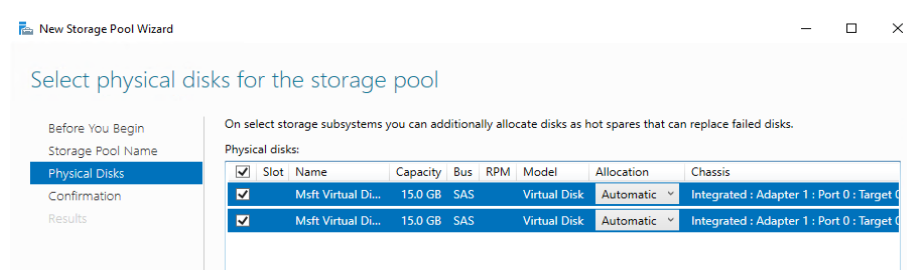 New Storage Pool Wizard
Select physical disks for the storage pool
Before You Begin
Storage Pool Name
Physical Disks
Confirmation
Results
On select storage subsystems you can additionally allocate disks as hot spares that can replace failed disks.
Physical disks:
Slot Name Capacity Bus RPM Model Allocation Chassis
Msft Virtual Di... 15.0 GB SAS Virtual Disk Automatic Integrated : Adapter 1 : Port 0 : Target
Msft Virtual Di... 15.0 GB SAS Virtual Disk Automatic Integrated : Adapter 1 : Port 0 : Target